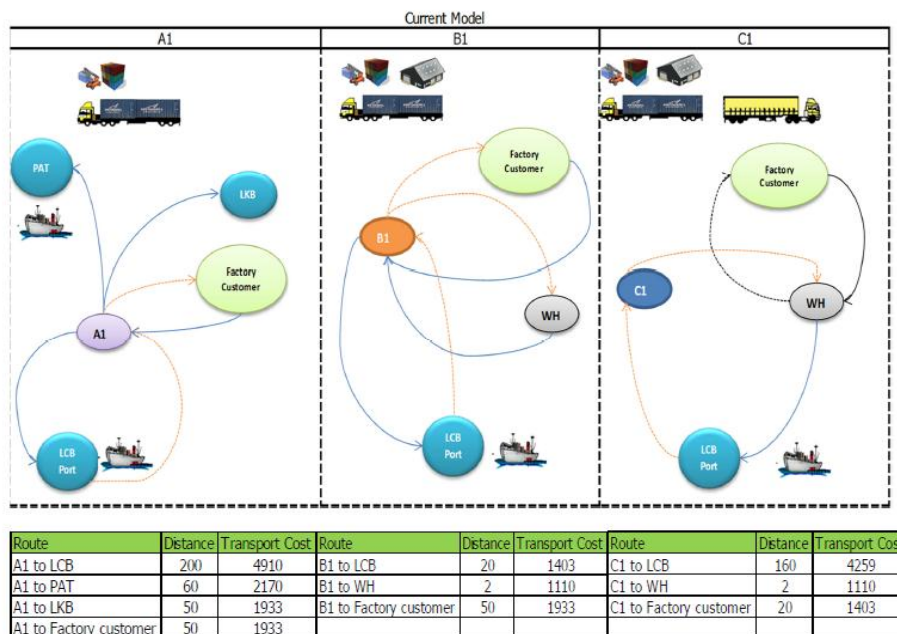 Current Model
A1 B1 C1
PAT
LKB
Factory
Customer
A1
LCB
Port
Factory
Customer
B1
WH
LCB
Port
Factory
Customer
C1
WH
LCB
Port
Route Distance Transport Cost Route Distance Transport Cost Route Distance Transport Cos
A1 to LCB 200 4910 B1 to LCB 20 1403 C1 to LCB 160 4259
A1 to PAT 60 2170 B1 to WH 2 1110 C1 to WH 2 1110
A1 to LKB 50 1933 B1 to Factory customer 50 1933 C1 to Factory customer 20 1403
A1 to Factory customer 50 1933